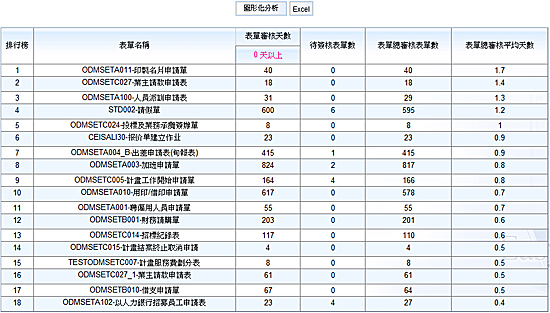 圖形化分析 Excel
排行榜 表單名稱 表單審核天數 待簽核表單數 表單總審核表單數 表單總審核平均天數
0 天以上
1 ODMSETA011-印製名片申請單 40 0 40 1.7
2 ODMSETC027-業主請款申請表 18 0 18 1.4
3 ODMSETA100-人員派訓申請表 31 0 29 1.3
4 STD002-請假單 600 6 595 1.2
5 ODMSETC024-投標及業務承攬簽辦單 8 0 8 1
6 CEISALI30-報價單建立作業 23 0 23 0.9
7 ODMSETA004_B-出差申請表(旬報表) 415 1 415 0.9
8 ODMSETA003-加班申請單 824 2 817 0.8
9 ODMSETC005-計畫工作開始申請單 164 4 166 0.8
10 ODMSETA010-用印/借印申請單 617 0 578 0.7
11 ODMSETA001-聘僱用人員申請單 55 0 55 0.7
12 ODMSETB001-財務請購單 203 0 201 0.6
13 ODMSETC014-招標紀錄表 117 0 110 0.6
14 ODMSETC015-計畫結案終止取消申請 4 0 4 0.5
15 TESTODMSETC007-計畫服務費劃分表 8 0 8 0.5
16 ODMSETC027_1-業主請款申請表 61 0 61 0.5
17 ODMSETB010-借支申請單 67 0 64 0.5
18 ODMSETA102-以人力銀行招募員工申請表 23 4 27 0.4